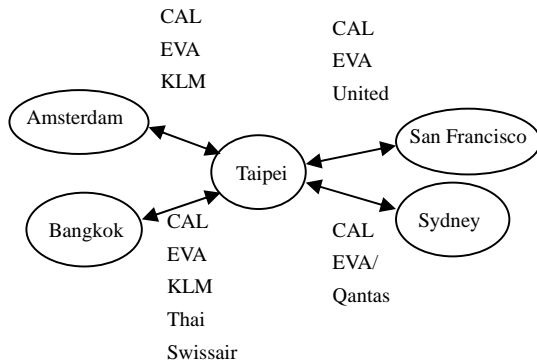 CAL
EVA
KLM
CAL
EVA
United
Amsterdam
San Francisco
Taipei
Bangkok
Sydney
CAL
EVA
KLM
Thai
Swissair
CAL
EVA/
Qantas